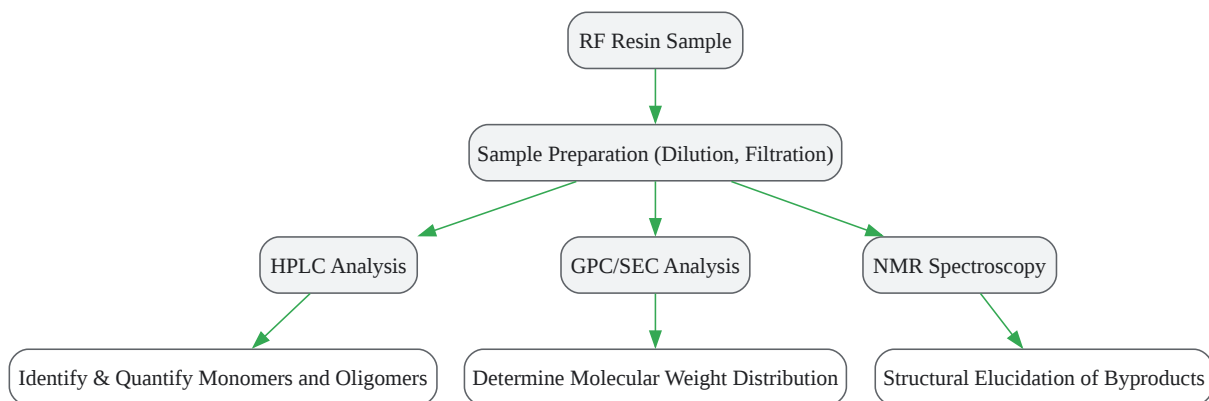 RF Resin Sample
Sample Preparation (Dilution, Filtration)
HPLC Analysis
GPC/SEC Analysis
NMR Spectroscopy
Identify & Quantify Monomers and Oligomers
Determine Molecular Weight Distribution
Structural Elucidation of Byproducts